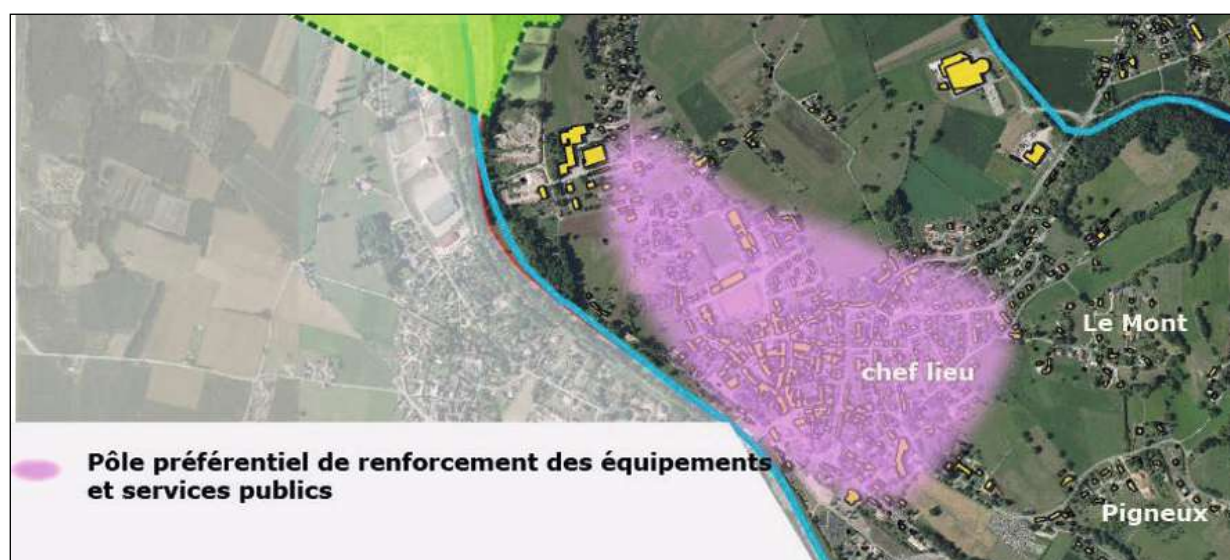 Le Mont
chef lieu
Pôle préférentiel de renforcement des équipements
et services publics
Pigneux